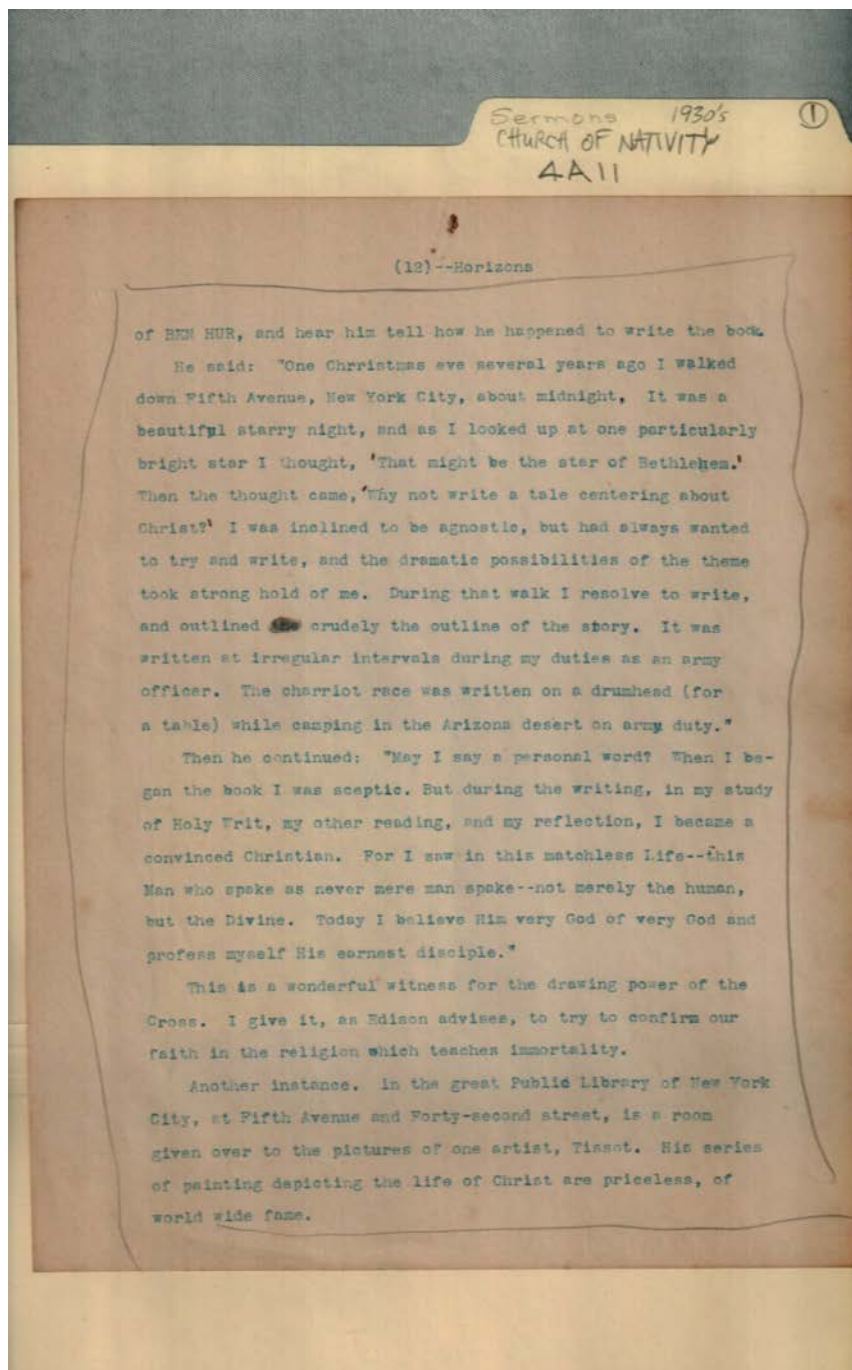 Sermons 1930's ①
CHURCH OF NATIVITY
4A11
(12)--Horizons
of BEN HUR, and hear him tell how he happened to write the book.
He said: "One Chrristmas eve several years ago I walked
down Fifth Avenue, New York City, about midnight, It was a
beautiful starry night, and as I looked up at one particularly
bright star I thought, 'That might be the star of Bethlehem.'
Then the thought came, 'Why not write a tale centering about
Christ?' I was inclined to be agnostic, but had always wanted
to try and write, and the dramatic possibilities of the theme
took strong hold of me. During that walk I resolve to write,
and outlined crudely the outline of the story. It was
written at irregular intervals during my duties as an army
officer. The charriot race was written on a drumhead (for
a table) while camping in the Arizona desert on army duty."
Then he continued: "May I say a personal word? When I be-
gan the book I was sceptic. But during the writing, in my study
of Holy Writ, my other reading, and my reflection, I became a
convinced Christian. For I saw in this matchless Life--this
Man who spake as never mere man spake--not merely the human,
but the Divine. Today I believe Him very God of very God and
profess myself His earnest disciple."
This is a wonderful witness for the drawing power of the
Cross. I give it, as Edison advises, to try to confirm our
faith in the religion which teaches immortality.
Another instance. In the great Public Library of New York
City, at Fifth Avenue and Forty-second street, is a room
given over to the pictures of one artist, Tissot. His series
of painting depicting the life of Christ are priceless, of
world wide fame.